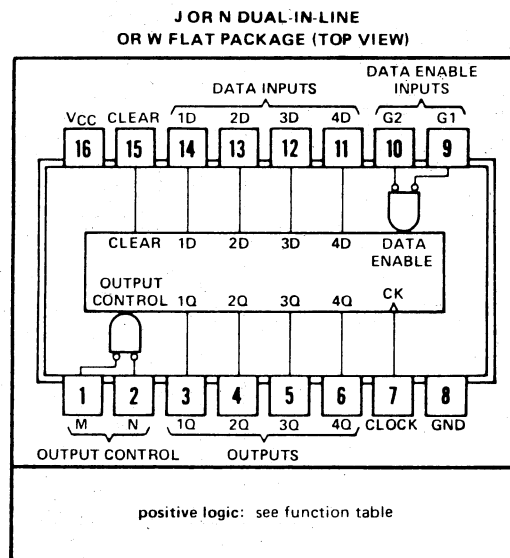 J OR N DUAL-IN-LINE
OR W FLAT PACKAGE (TOP VIEW)
DATA ENABLE
INPUTS
DATA INPUTS
VCC CLEAR 1D 2D 3D 4D G2 G1
16 15 14 13 12 11 10 9
CLEAR 1D 2D 3D 4D DATA
ENABLE
OUTPUT
CONTROL 1Q 2Q 3Q 4Q CK
1 2 3 4 5 6 7 8
M N 1Q 2Q 3Q 4Q CLOCK GND
OUTPUT CONTROL OUTPUTS
positive logic: see function table